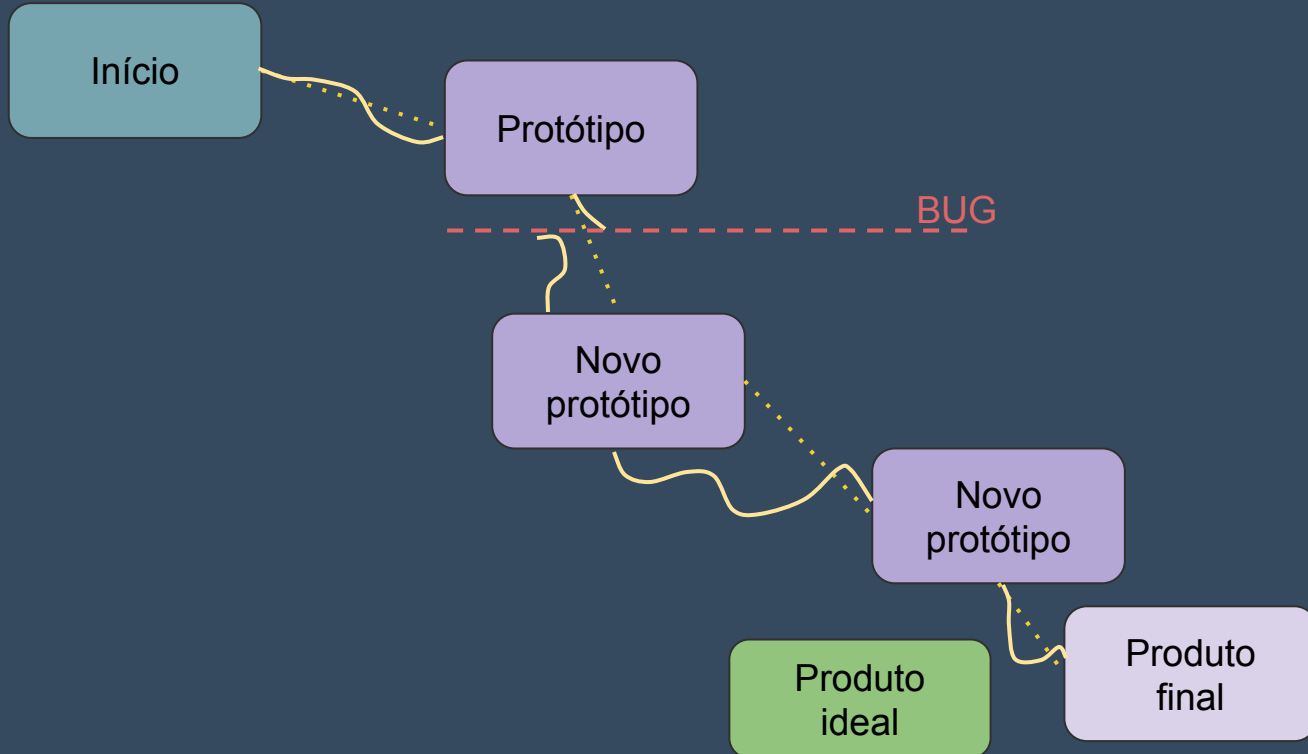 Início
Protótipo
BUG
Novo
protótipo
Novo
protótipo
Produto
ideal
Produto
final